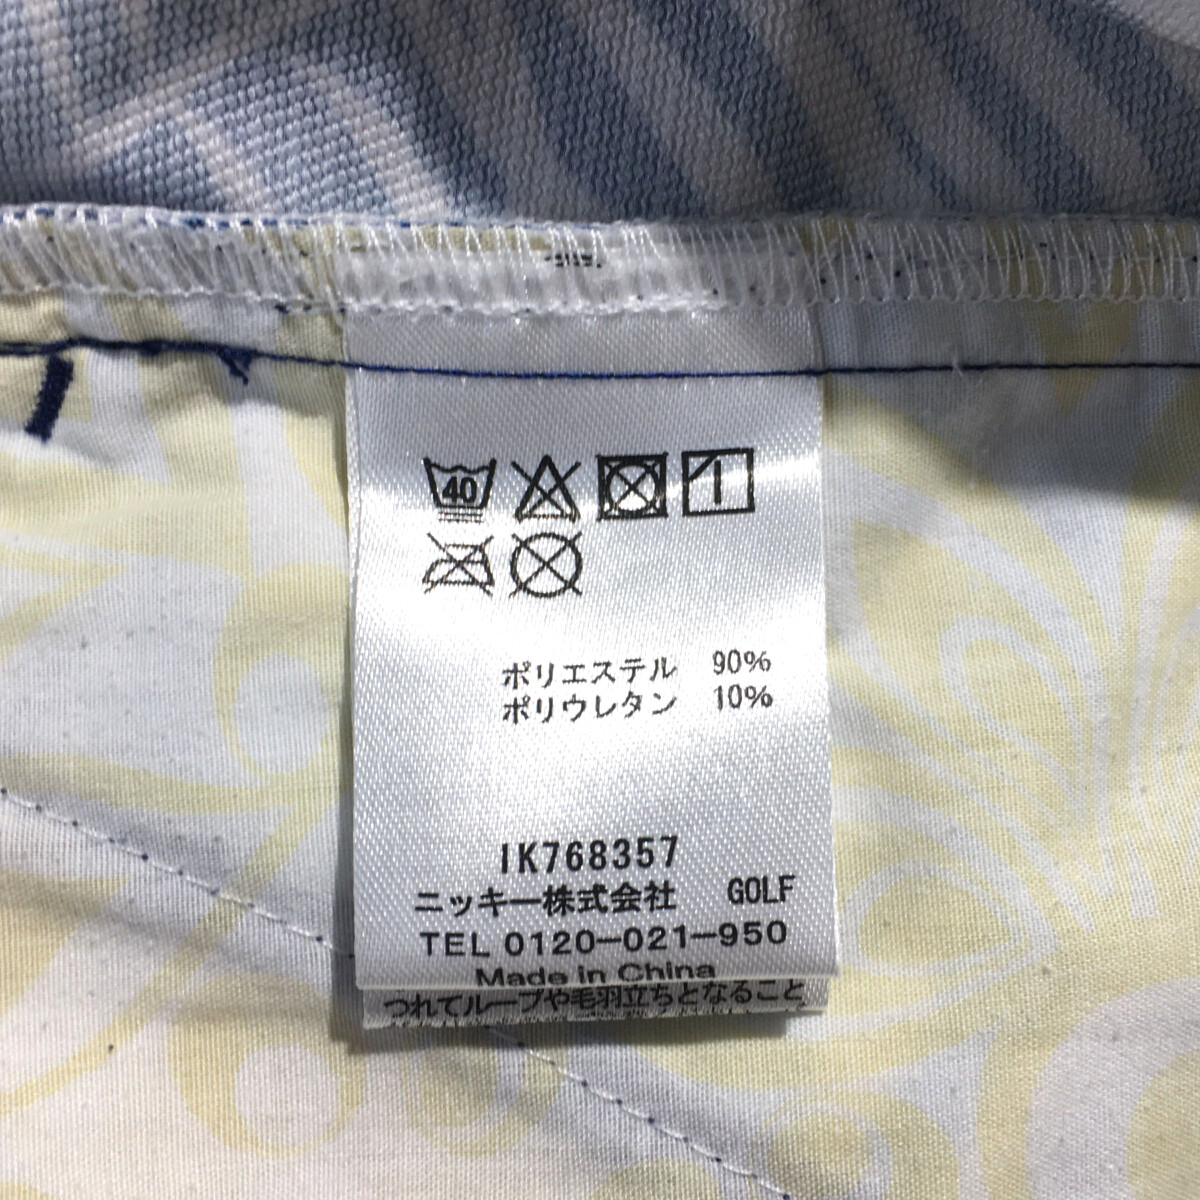 40
ポリエステル 90%
ポリウレタン 10%
IK768357
ニッキー株式会社 GOLF
TEL 0120-021-950
Made in China
つれてループや毛羽立ちとなること